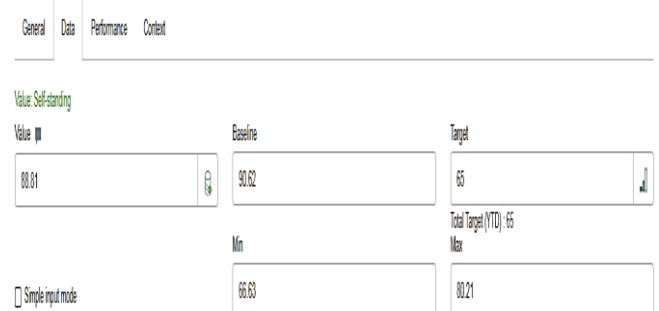 General Data Performance Context
Value: Self-standing
Value Baseline Target
88.81 90.62 65
Total Target (YTD) : 65
Min Max
Simple input mode 66.63 80.21